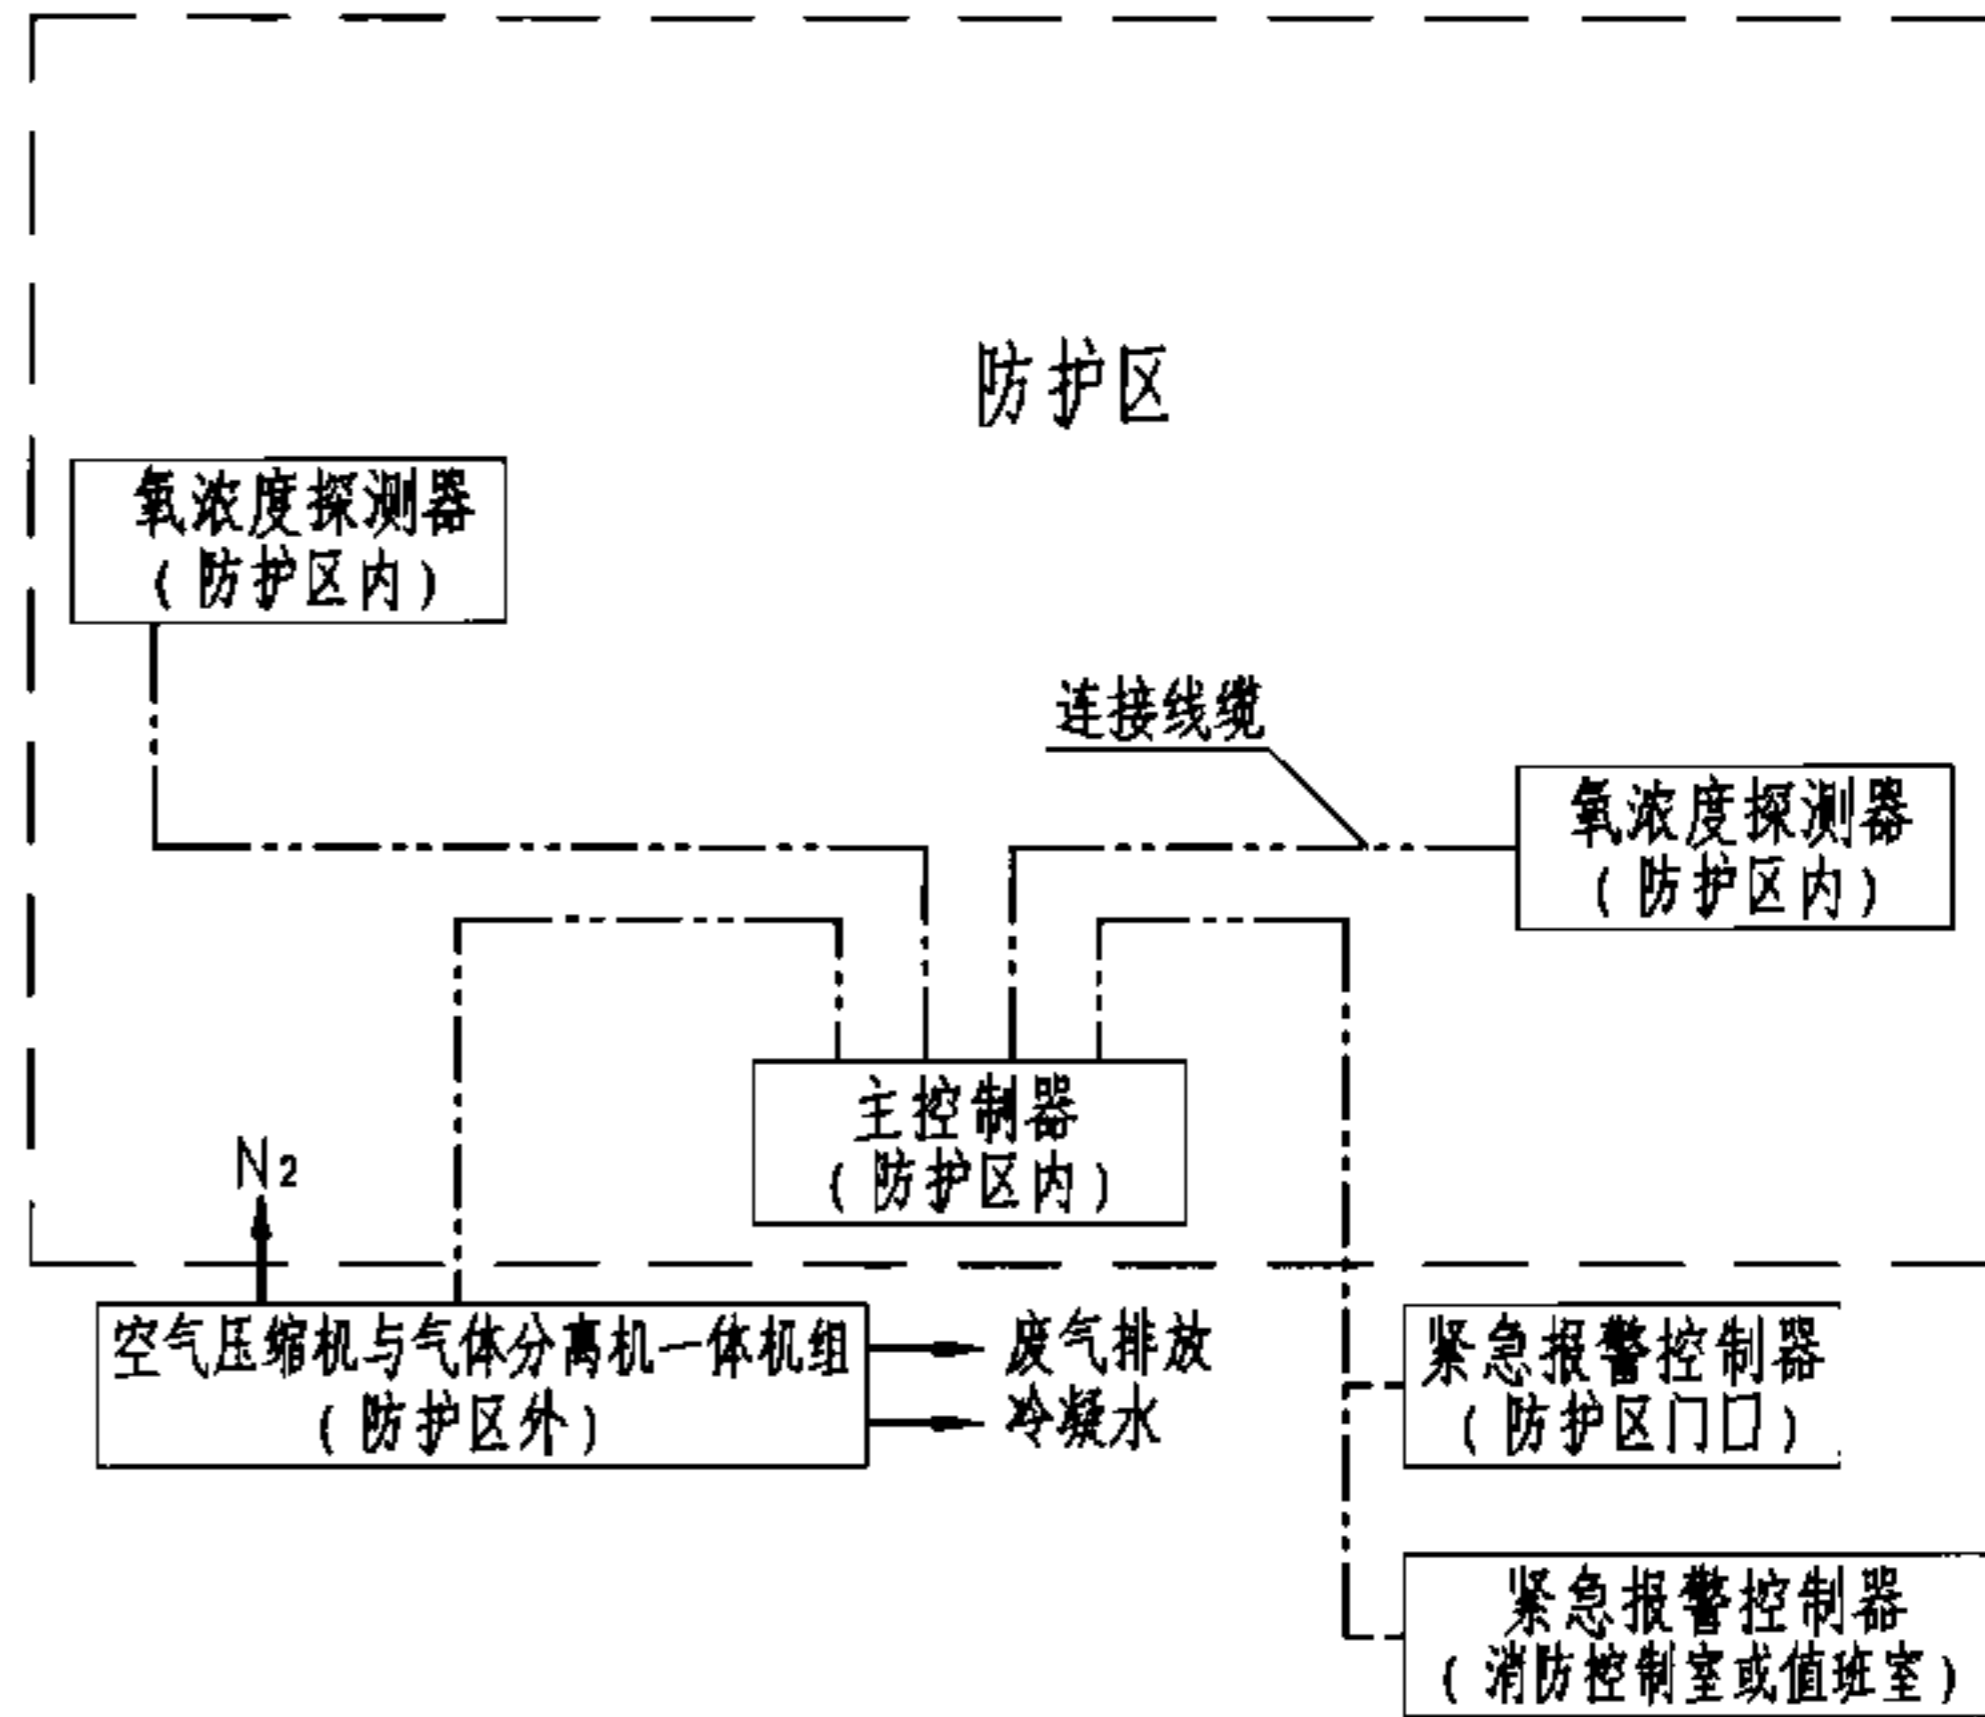 防护区
氧浓度探测器
(防护区内)
连接线缆
氧浓度探测器
(防护区内)
主控制器
(防护区内)
N₂
空气压缩机与气体分离机一体机组
(防护区外)
废气排放
冷凝水
紧急报警控制器
(防护区门口)
紧急报警控制器
(消防控制室或值班室)